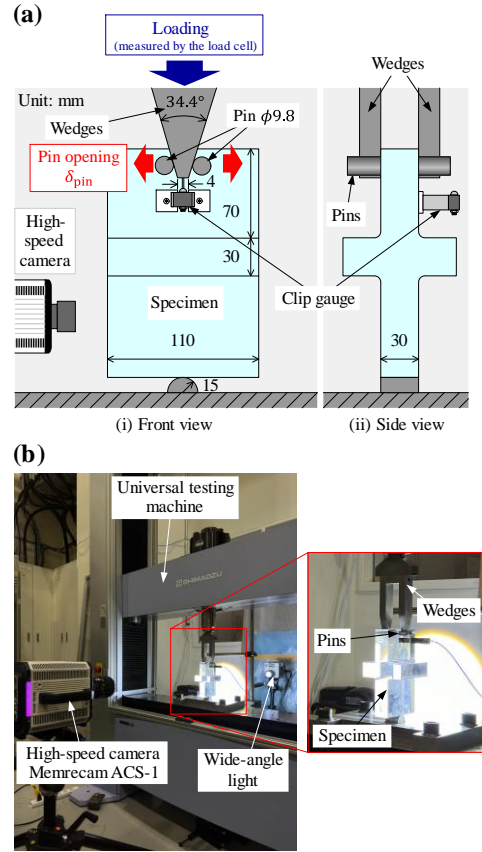 (a)
Loading
(measured by the load cell)
Unit: mm
34.4°
Wedges
Pin ϕ9.8
Pin opening
δpin
4
70
High-
speed
camera
30
Clip gauge
Specimen
110
15
(i) Front view
Wedges
Pins
30
(ii) Side view
(b)
Universal testing
machine
SHIMADZU
Wedges
Pins
Specimen
High-speed camera
Memrecam ACS-1
Wide-angle
light